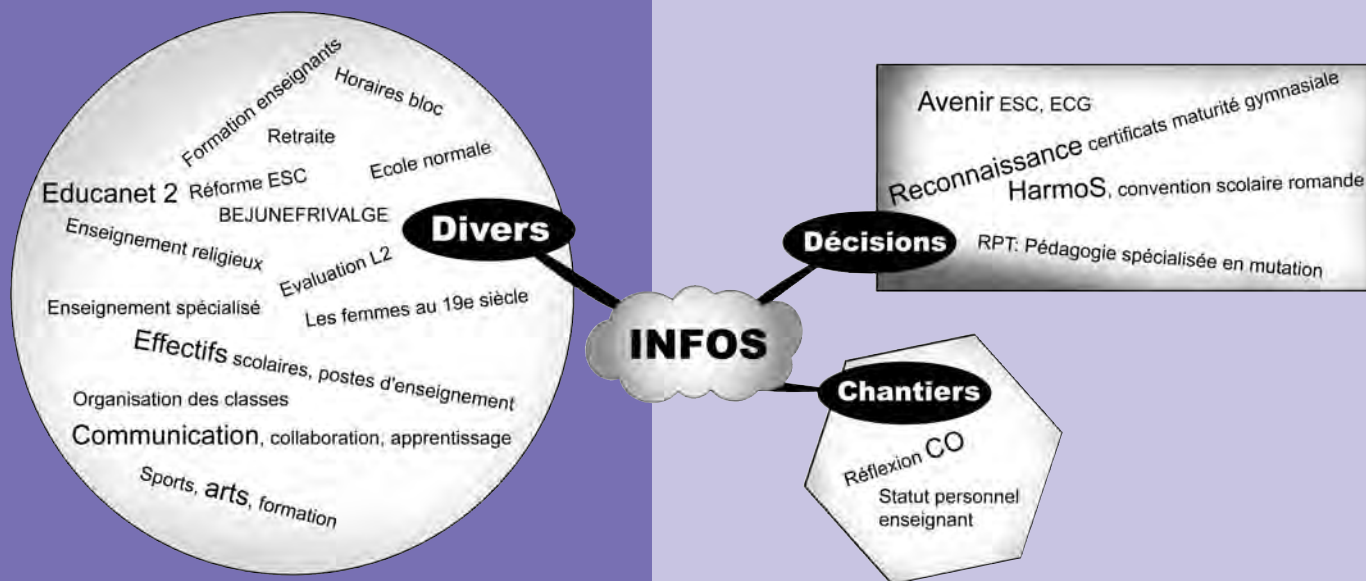 Formation enseignants
Horaires bloc
Retraite
Ecole normale
Educanet 2
Réforme ESC
BEJUNEFRIVALGE
Divers
Enseignement religieux
Evaluation L2
Enseignement spécialisé
Les femmes au 19e siècle
Effectifs scolaires, postes d'enseignement
Organisation des classes
Communication, collaboration, apprentissage
Sports, arts, formation
INFOS
Avenir ESC, ECG
Reconnaissance certificats maturité gymnasiale
HarmoS, convention scolaire romande
Décisions
RPT: Pédagogie spécialisée en mutation
Chantiers
Réflexion CO
Statut personnel
enseignant